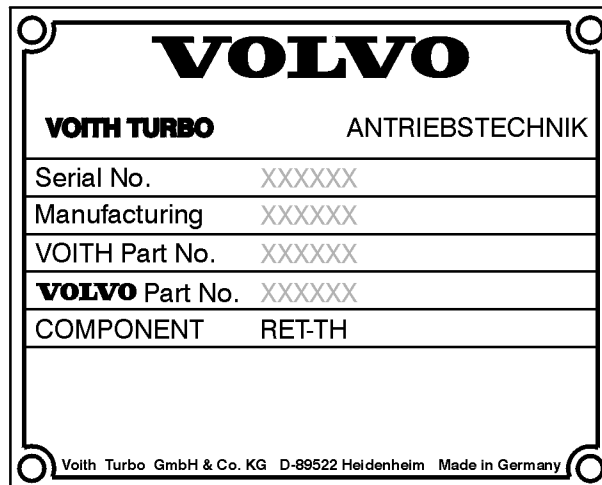 VOLVO
VOITH TURBO ANTRIEBSTECHNIK
Serial No. XXXXXX
Manufacturing XXXXXX
VOITH Part No. XXXXXX
VOLVO Part No. XXXXXX
COMPONENT RET-TH
Voith Turbo GmbH & Co. KG D-89522 Heidenheim Made in Germany